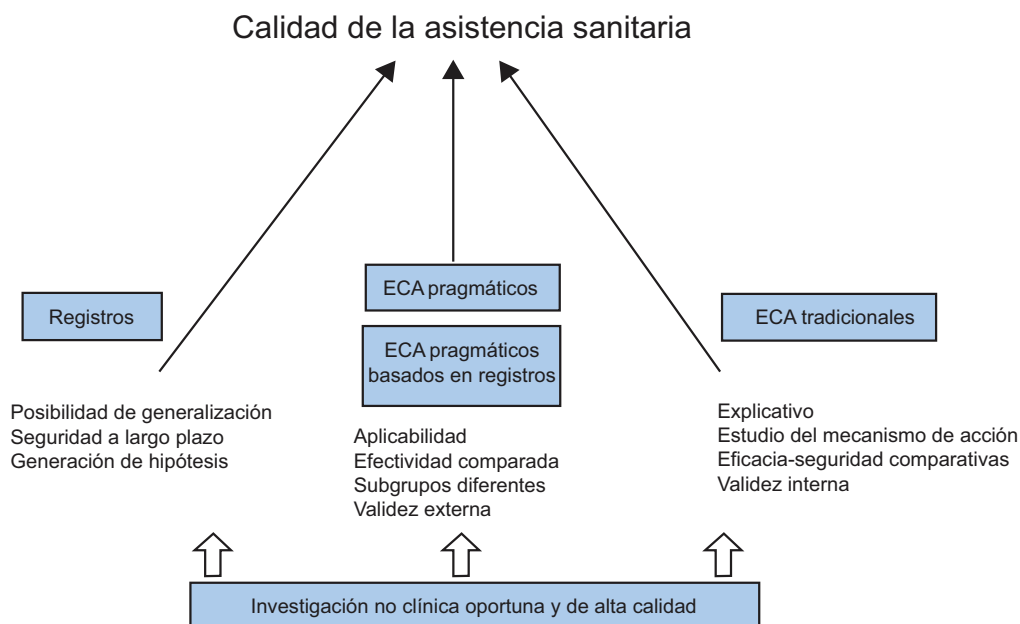 Calidad de la asistencia sanitaria
Registros
Posibilidad de generalización
Seguridad a largo plazo
Generación de hipótesis
ECA pragmáticos
ECA pragmáticos
basados en registros
Aplicabilidad
Efectividad comparada
Subgrupos diferentes
Validez externa
ECA tradicionales
Explicativo
Estudio del mecanismo de acción
Eficacia-seguridad comparativas
Validez interna
Investigación no clínica oportuna y de alta calidad